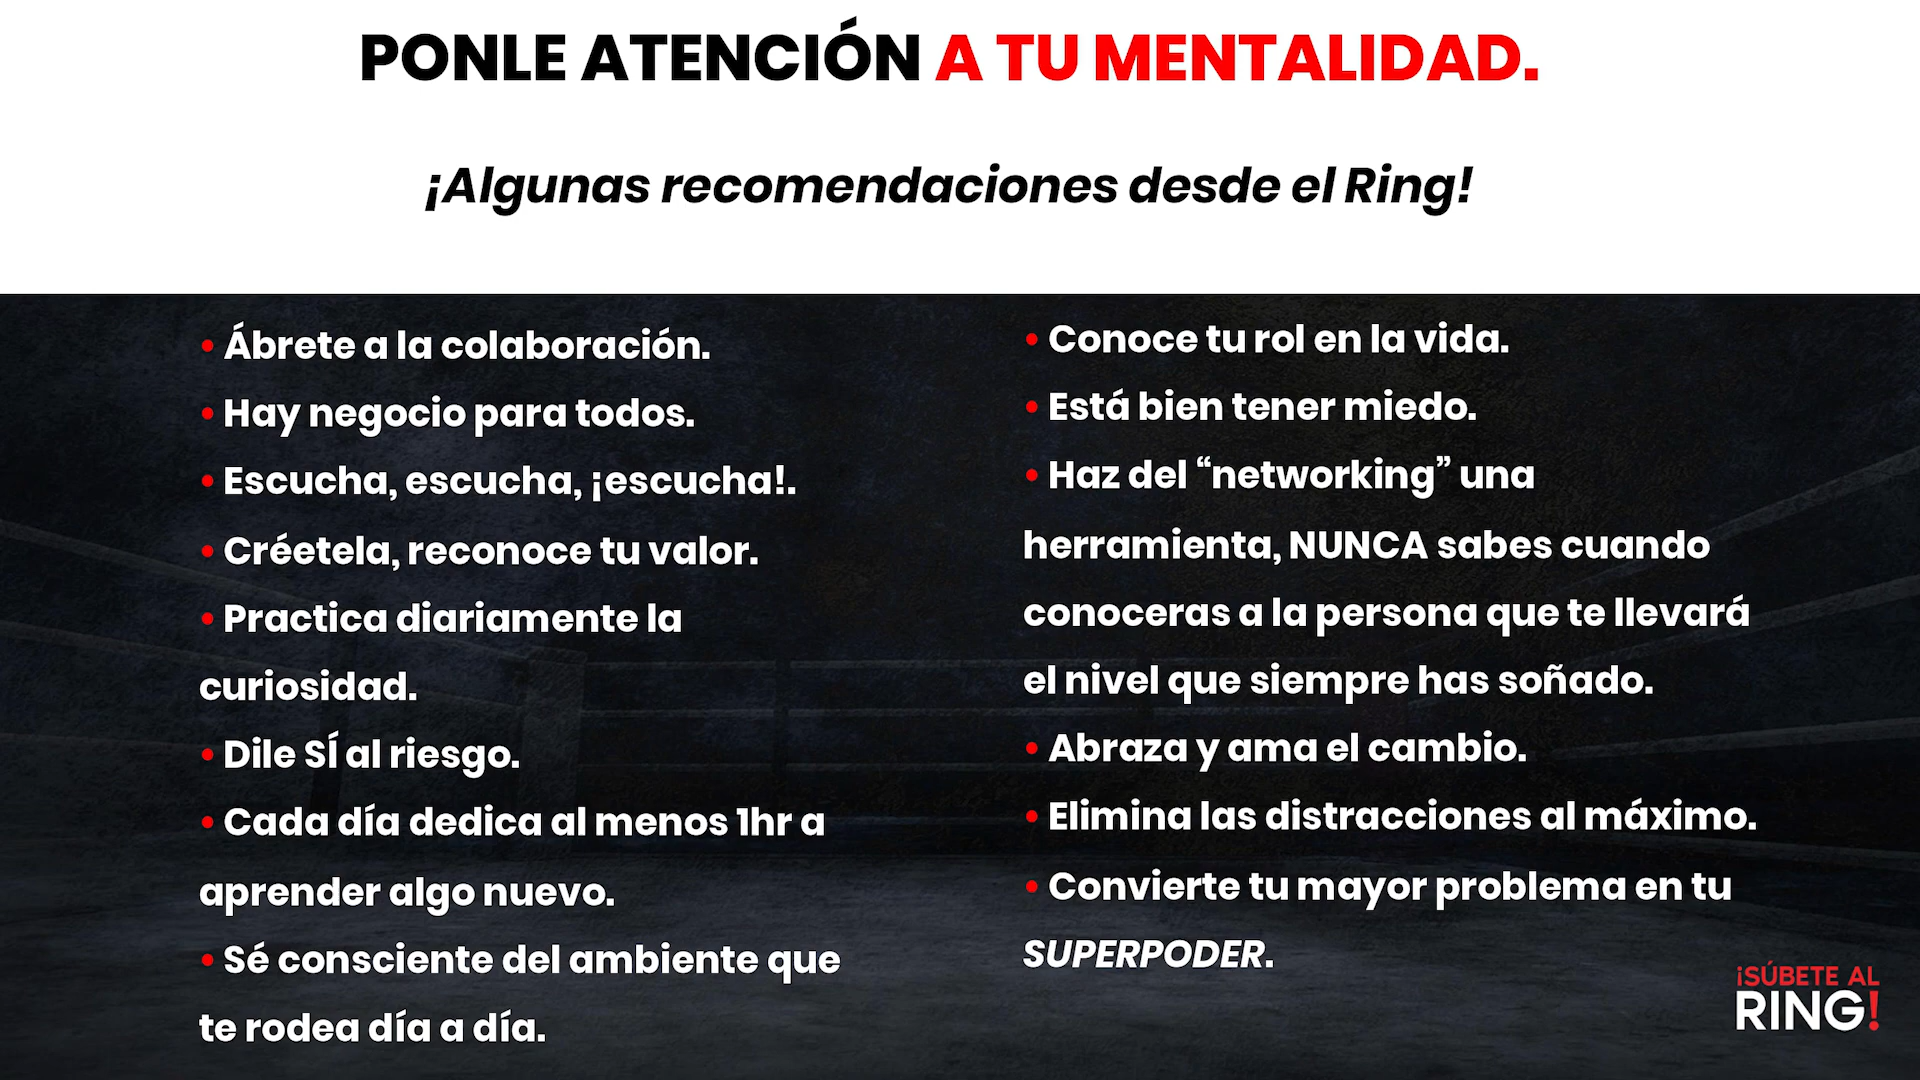 PONLE ATENCIÓN A TU MENTALIDAD.
¡Algunas recomendaciones desde el Ring!
• Ábrete a la colaboración.
• Hay negocio para todos.
• Escucha, escucha, ¡escucha!.
• Créetela, reconoce tu valor.
• Practica diariamente la
curiosidad.
• Dile SÍ al riesgo.
• Cada día dedica al menos 1hr a
aprender algo nuevo.
• Sé consciente del ambiente que
te rodea día a día.
• Conoce tu rol en la vida.
• Está bien tener miedo.
• Haz del “networking” una
herramienta, NUNCA sabes cuando
conoceras a la persona que te llevará
el nivel que siempre has soñado.
• Abraza y ama el cambio.
• Elimina las distracciones al máximo.
• Convierte tu mayor problema en tu
SUPERPODER.
¡SÚBETE AL
RING!